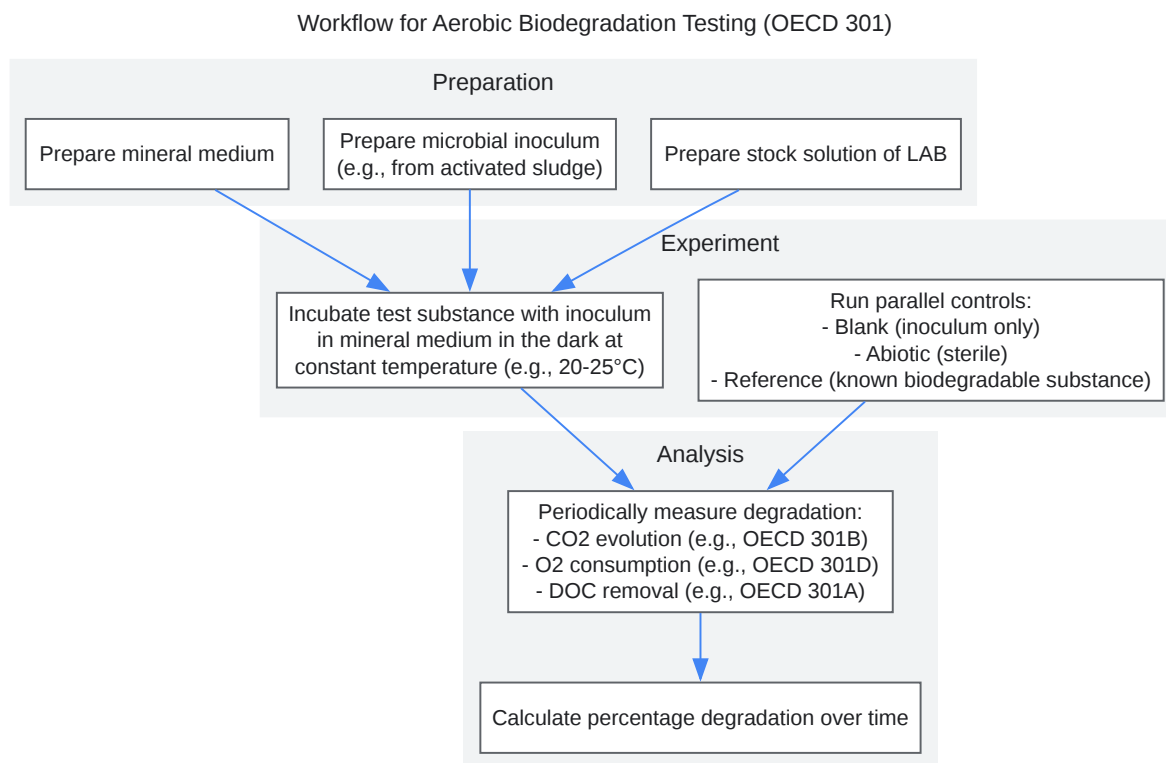 Workflow for Aerobic Biodegradation Testing (OECD 301)
Preparation
Prepare mineral medium
Prepare microbial inoculum
(e.g., from activated sludge)
Prepare stock solution of LAB
Experiment
Incubate test substance with inoculum
in mineral medium in the dark at
constant temperature (e.g., 20-25°C)
Run parallel controls:
- Blank (inoculum only)
- Abiotic (sterile)
- Reference (known biodegradable substance)
Analysis
Periodically measure degradation:
- CO2 evolution (e.g., OECD 301B)
- O2 consumption (e.g., OECD 301D)
- DOC removal (e.g., OECD 301A)
Calculate percentage degradation over time